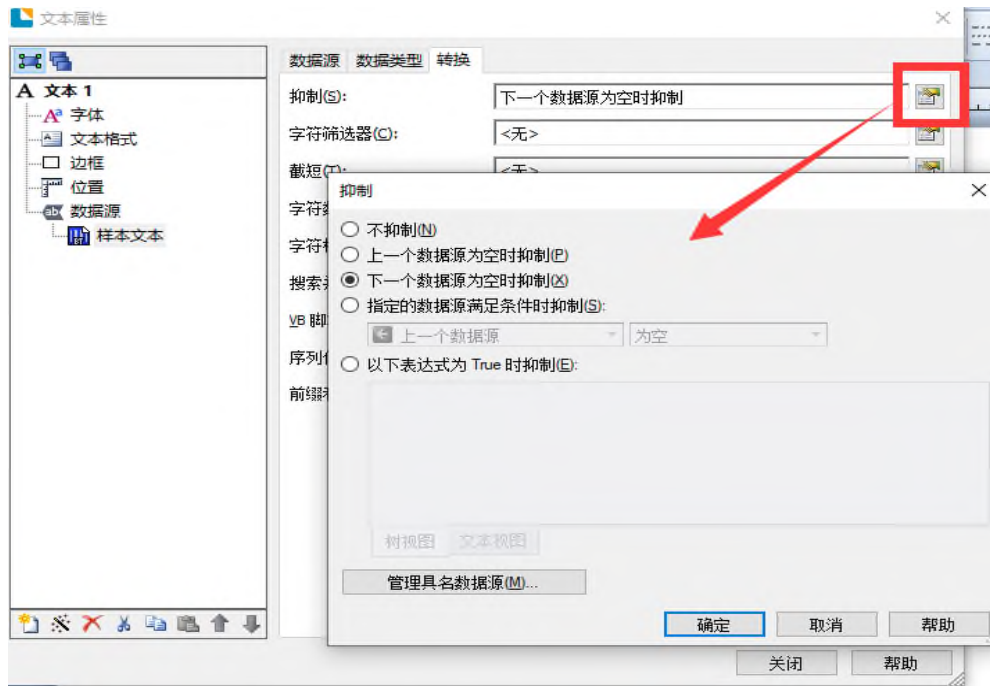 文本属性
数据源 数据类型 转换
A 文本 1
字体
文本格式
边框
位置
数据源
样本文本
抑制(S):
下一个数据源为空时抑制
字符筛选器(C):
<无>
截短(T):
<无>
字符
字符
搜索
VB 脚
序列
前缀
抑制
不抑制(N)
上一个数据源为空时抑制(P)
下一个数据源为空时抑制(X)
指定的数据源满足条件时抑制(S):
上一个数据源 为空
以下表达式为 True 时抑制(E):
树视图 文本视图
管理具名数据源(M)...
确定 取消 帮助
关闭 帮助